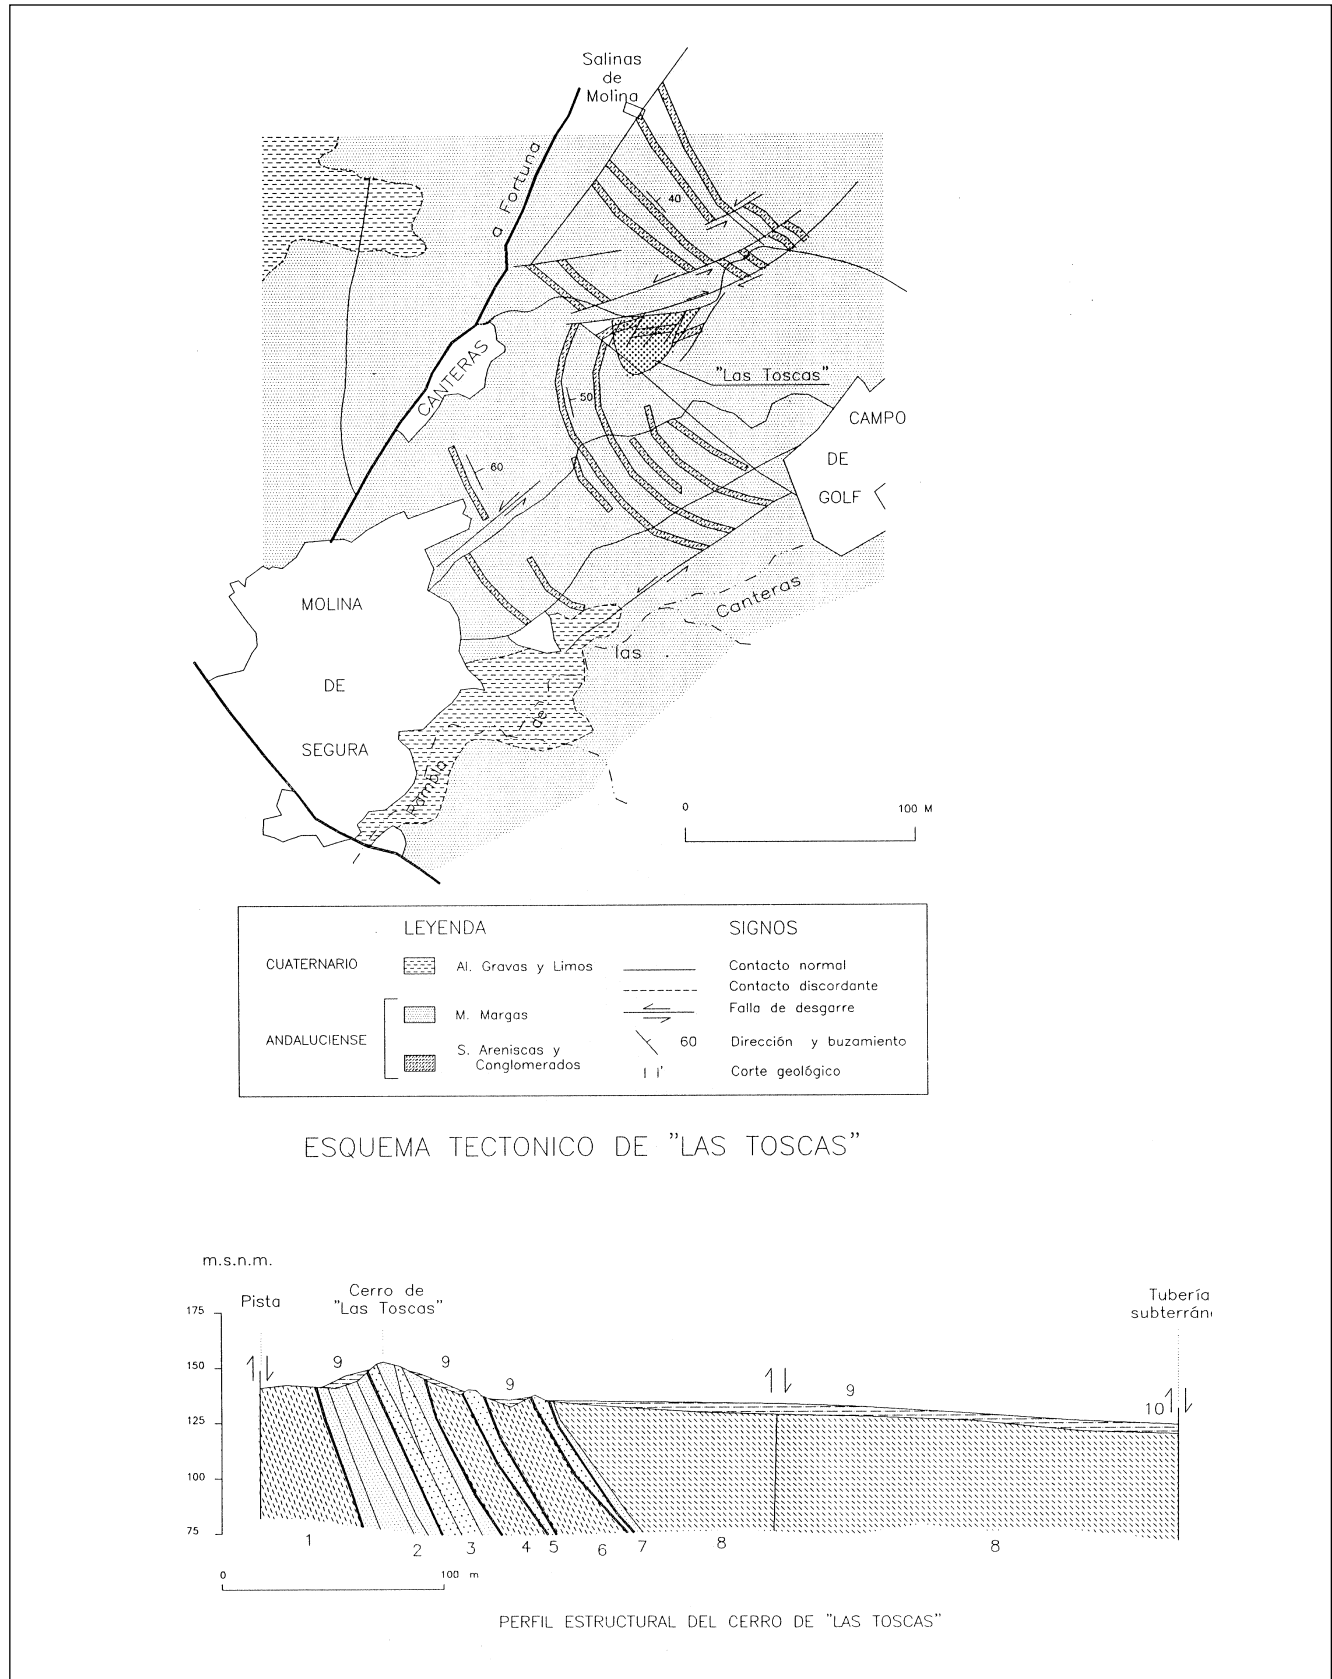 Salinas
de
Molina
a Fortuna
40
CANTERAS
"Las Toscas"
50
CAMPO
DE
GOLF
60
MOLINA
DE
SEGURA
Rambla
de
las
Canteras
0 100 M
LEYENDA
SIGNOS
CUATERNARIO
Al. Gravas y Limos
Contacto normal
Contacto discordante
Falla de desgarre
ANDALUCIENSE
M. Margas
S. Areniscas y
Conglomerados
60 Dirección y buzamiento
I I' Corte geológico
ESQUEMA TECTONICO DE "LAS TOSCAS"
m.s.n.m.
Pista
Cerro de
"Las Toscas"
Tubería
subterrán
175
150
125
100
75
9
9
9
9
10
1
2
3
4
5
6
7
8
8
0 100 m
PERFIL ESTRUCTURAL DEL CERRO DE "LAS TOSCAS"